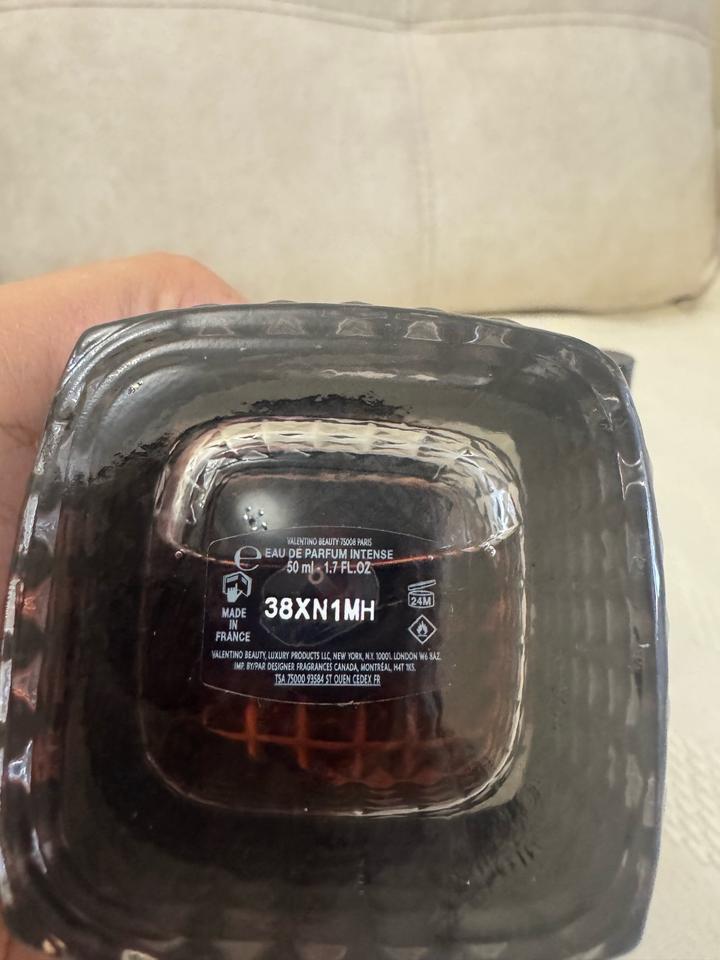 VALENTINO BEAUTY 75008 PARIS
e EAU DE PARFUM INTENSE
50 ml - 1.7 FL.OZ
24M
38XN1MH
MADE
IN
FRANCE
VALENTINO BEAUTY, LUXURY PRODUCTS LLC, NEW YORK, N.Y. 10001. LONDON W6 8AZ.
IMP. BY/PAR DESIGNER FRAGRANCES CANADA, MONTRÉAL, H4T 1K5.
TSA 75000 93584 ST OUEN CEDEX FR